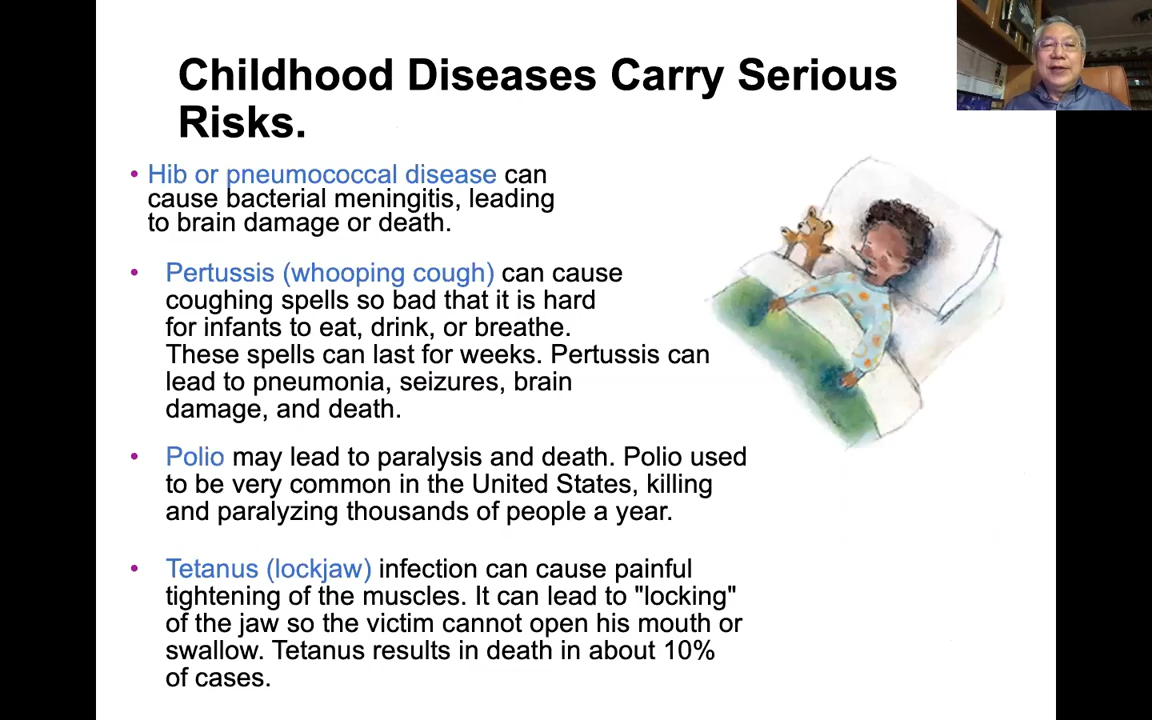 Childhood Diseases Carry Serious
Risks.
• Hib or pneumococcal disease can
cause bacterial meningitis, leading
to brain damage or death.
• Pertussis (whooping cough) can cause
coughing spells so bad that it is hard
for infants to eat, drink, or breathe.
These spells can last for weeks. Pertussis can
lead to pneumonia, seizures, brain
damage, and death.
• Polio may lead to paralysis and death. Polio used
to be very common in the United States, killing
and paralyzing thousands of people a year.
• Tetanus (lockjaw) infection can cause painful
tightening of the muscles. It can lead to "locking"
of the jaw so the victim cannot open his mouth or
swallow. Tetanus results in death in about 10%
of cases.